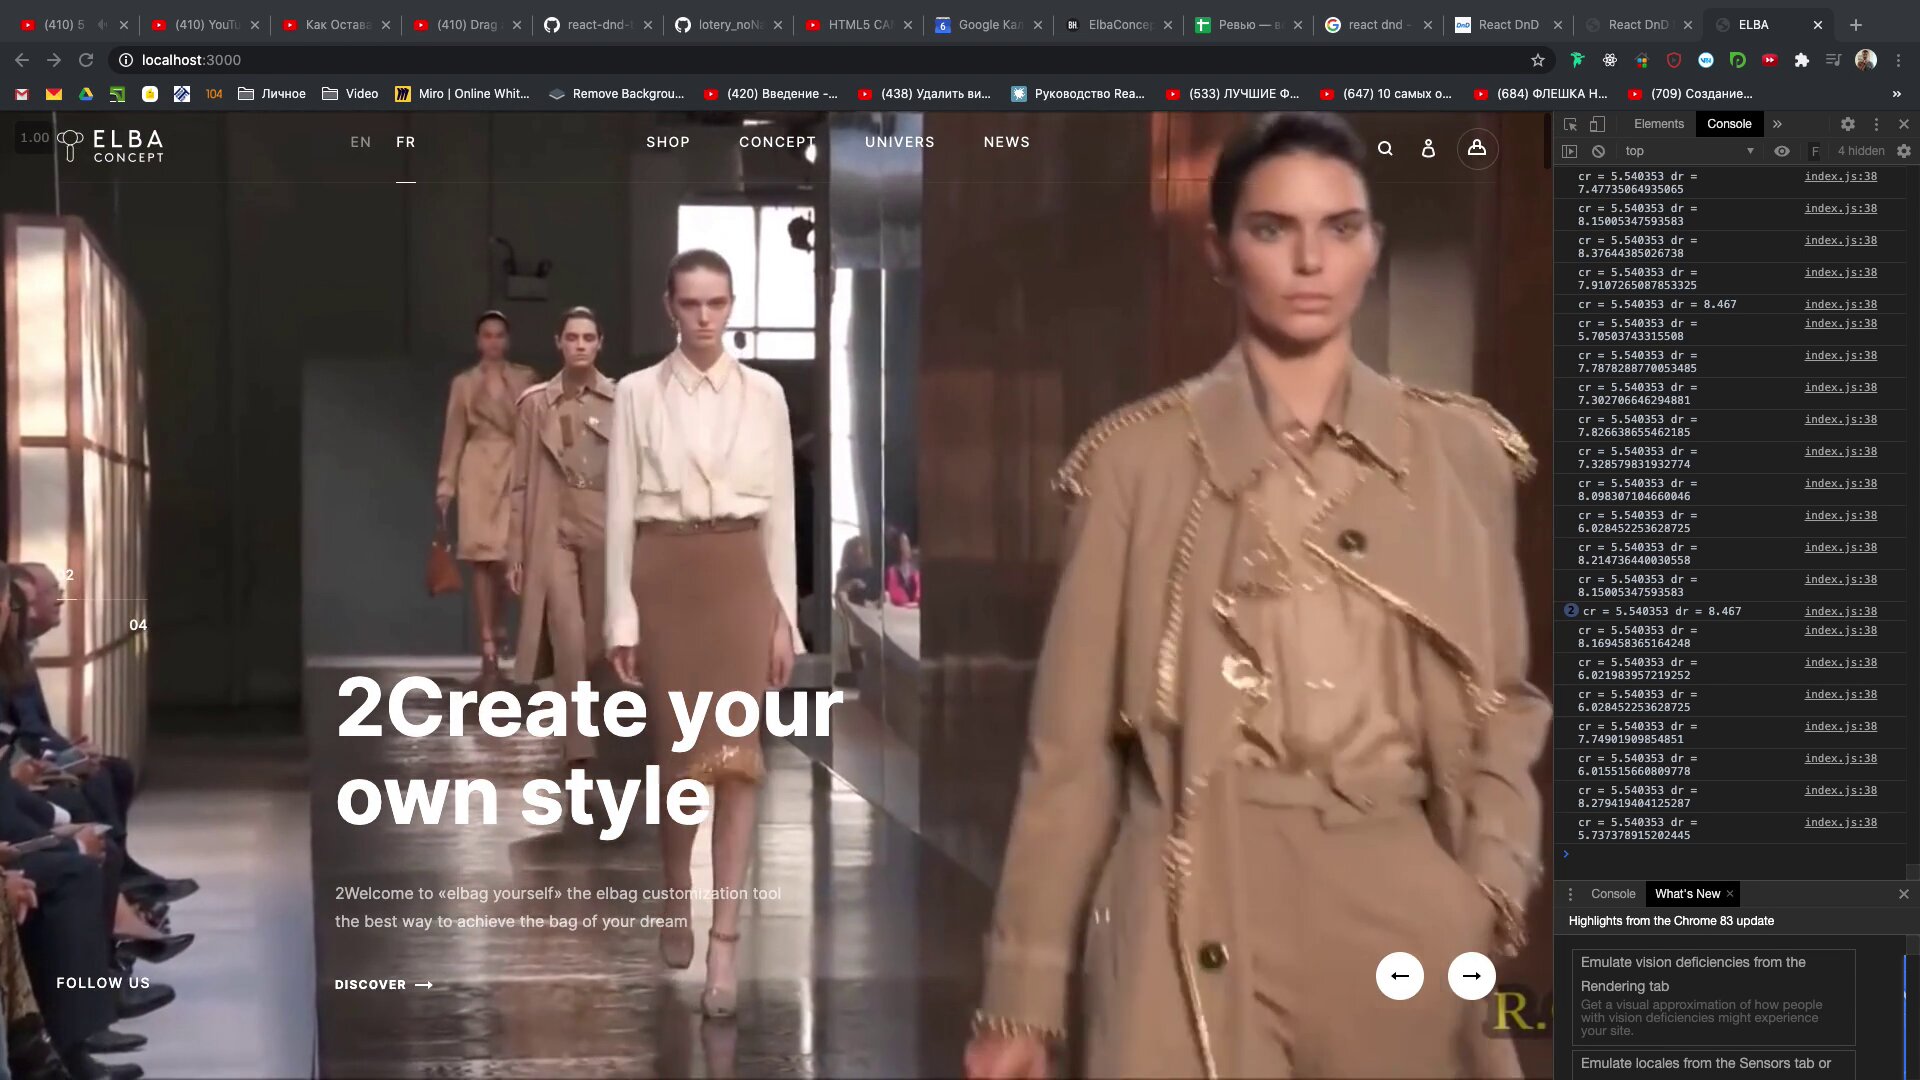 (410) 5
(410) YouTu
Как Остава
(410) Drag
react-dnd-
lotery_noN
HTML5 CAN
Google Кал
ElbaConcep
Ревью — в
react dnd -
React DnD
React DnD
ELBA
localhost:3000
104
Личное
Video
Miro | Online Whit...
Remove Backgrou...
(420) Введение -...
(438) Удалить ви...
Руководство Rea...
(533) ЛУЧШИЕ Ф...
(647) 10 самых о...
(684) ФЛЕШКА Н...
(709) Создание...
»
1.00
ELBA
CONCEPT
EN
FR
SHOP
CONCEPT
UNIVERS
NEWS
02
04
2Create your
own style
2Welcome to «elbag yourself» the elbag customization tool
the best way to achieve the bag of your dream
DISCOVER
FOLLOW US
R.
Elements
Console
»
top
F
4 hidden
cr = 5.540353 dr = index.js:38
7.47735064935065
cr = 5.540353 dr = index.js:38
8.15005347593583
cr = 5.540353 dr = index.js:38
8.37644385026738
cr = 5.540353 dr = index.js:38
7.9107265087853325
cr = 5.540353 dr = 8.467 index.js:38
cr = 5.540353 dr = index.js:38
5.70503743315508
cr = 5.540353 dr = index.js:38
7.7878288770053485
cr = 5.540353 dr = index.js:38
7.302706646294881
cr = 5.540353 dr = index.js:38
7.826638655462185
cr = 5.540353 dr = index.js:38
7.328579831932774
cr = 5.540353 dr = index.js:38
8.098307104660046
cr = 5.540353 dr = index.js:38
6.028452253628725
cr = 5.540353 dr = index.js:38
8.214736440030558
cr = 5.540353 dr = index.js:38
8.15005347593583
2 cr = 5.540353 dr = 8.467 index.js:38
cr = 5.540353 dr = index.js:38
8.169458365164248
cr = 5.540353 dr = index.js:38
6.021983957219252
cr = 5.540353 dr = index.js:38
6.028452253628725
cr = 5.540353 dr = index.js:38
7.74901909854851
cr = 5.540353 dr = index.js:38
6.015515660809778
cr = 5.540353 dr = index.js:38
8.279419404125287
cr = 5.540353 dr = index.js:38
5.737378915202445
Console
What's New
Highlights from the Chrome 83 update
Emulate vision deficiencies from the
Rendering tab
Get a visual approximation of how people
with vision deficiencies might experience
your site.
Emulate locales from the Sensors tab or